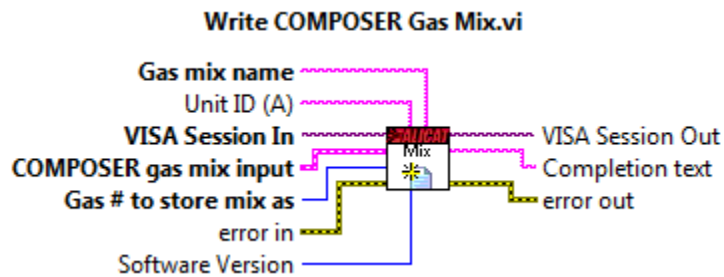 Write COMPOSER Gas Mix.vi
Gas mix name
Unit ID (A)
VISA Session In
COMPOSER gas mix input
Gas # to store mix as
error in
Software Version
ALICAT
Mix
VISA Session Out
Completion text
error out